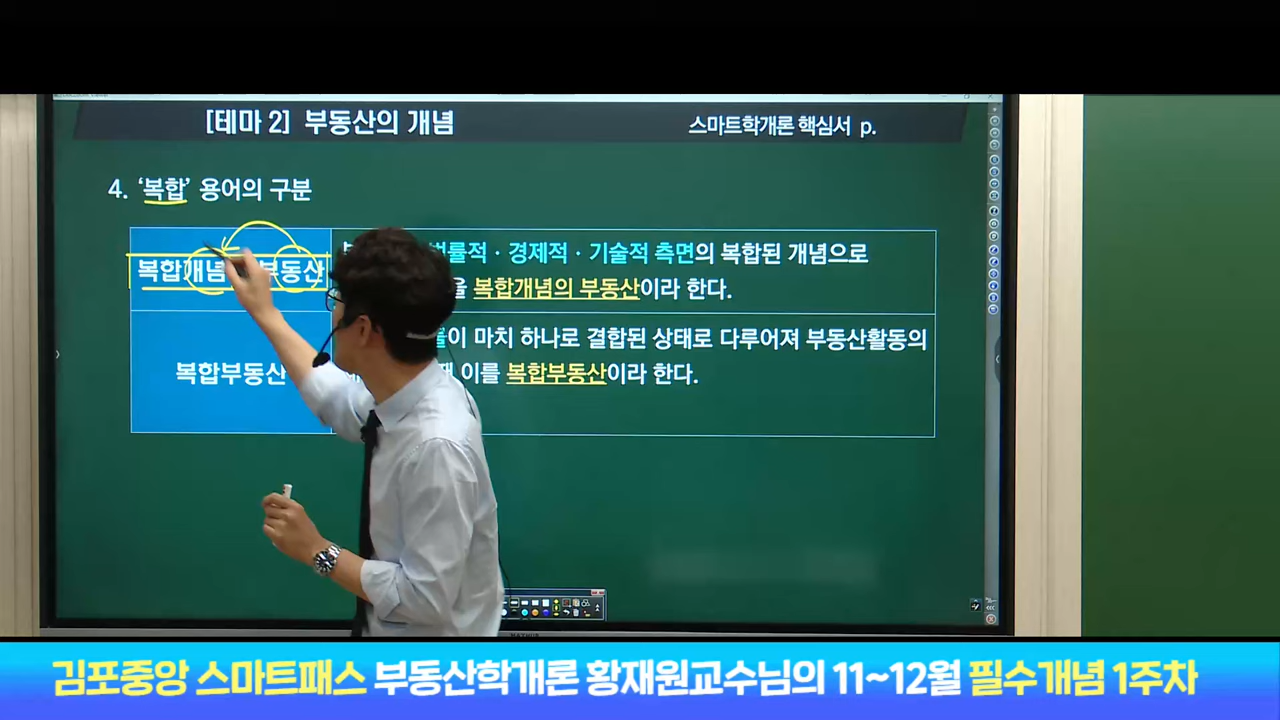 [테마 2] 부동산의 개념
스마트학개론 핵심서 p.
4. ‘복합’ 용어의 구분
복합개념 부동산
· 경제적 · 기술적 측면의 복합된 개념으로
복합개념의 부동산이라 한다.
복합부동산
마치 하나로 결합된 상태로 다루어져 부동산활동의
이를 복합부동산이라 한다.
김포중앙 스마트패스 부동산학개론 황재원교수님의 11~12월 필수개념 1주차